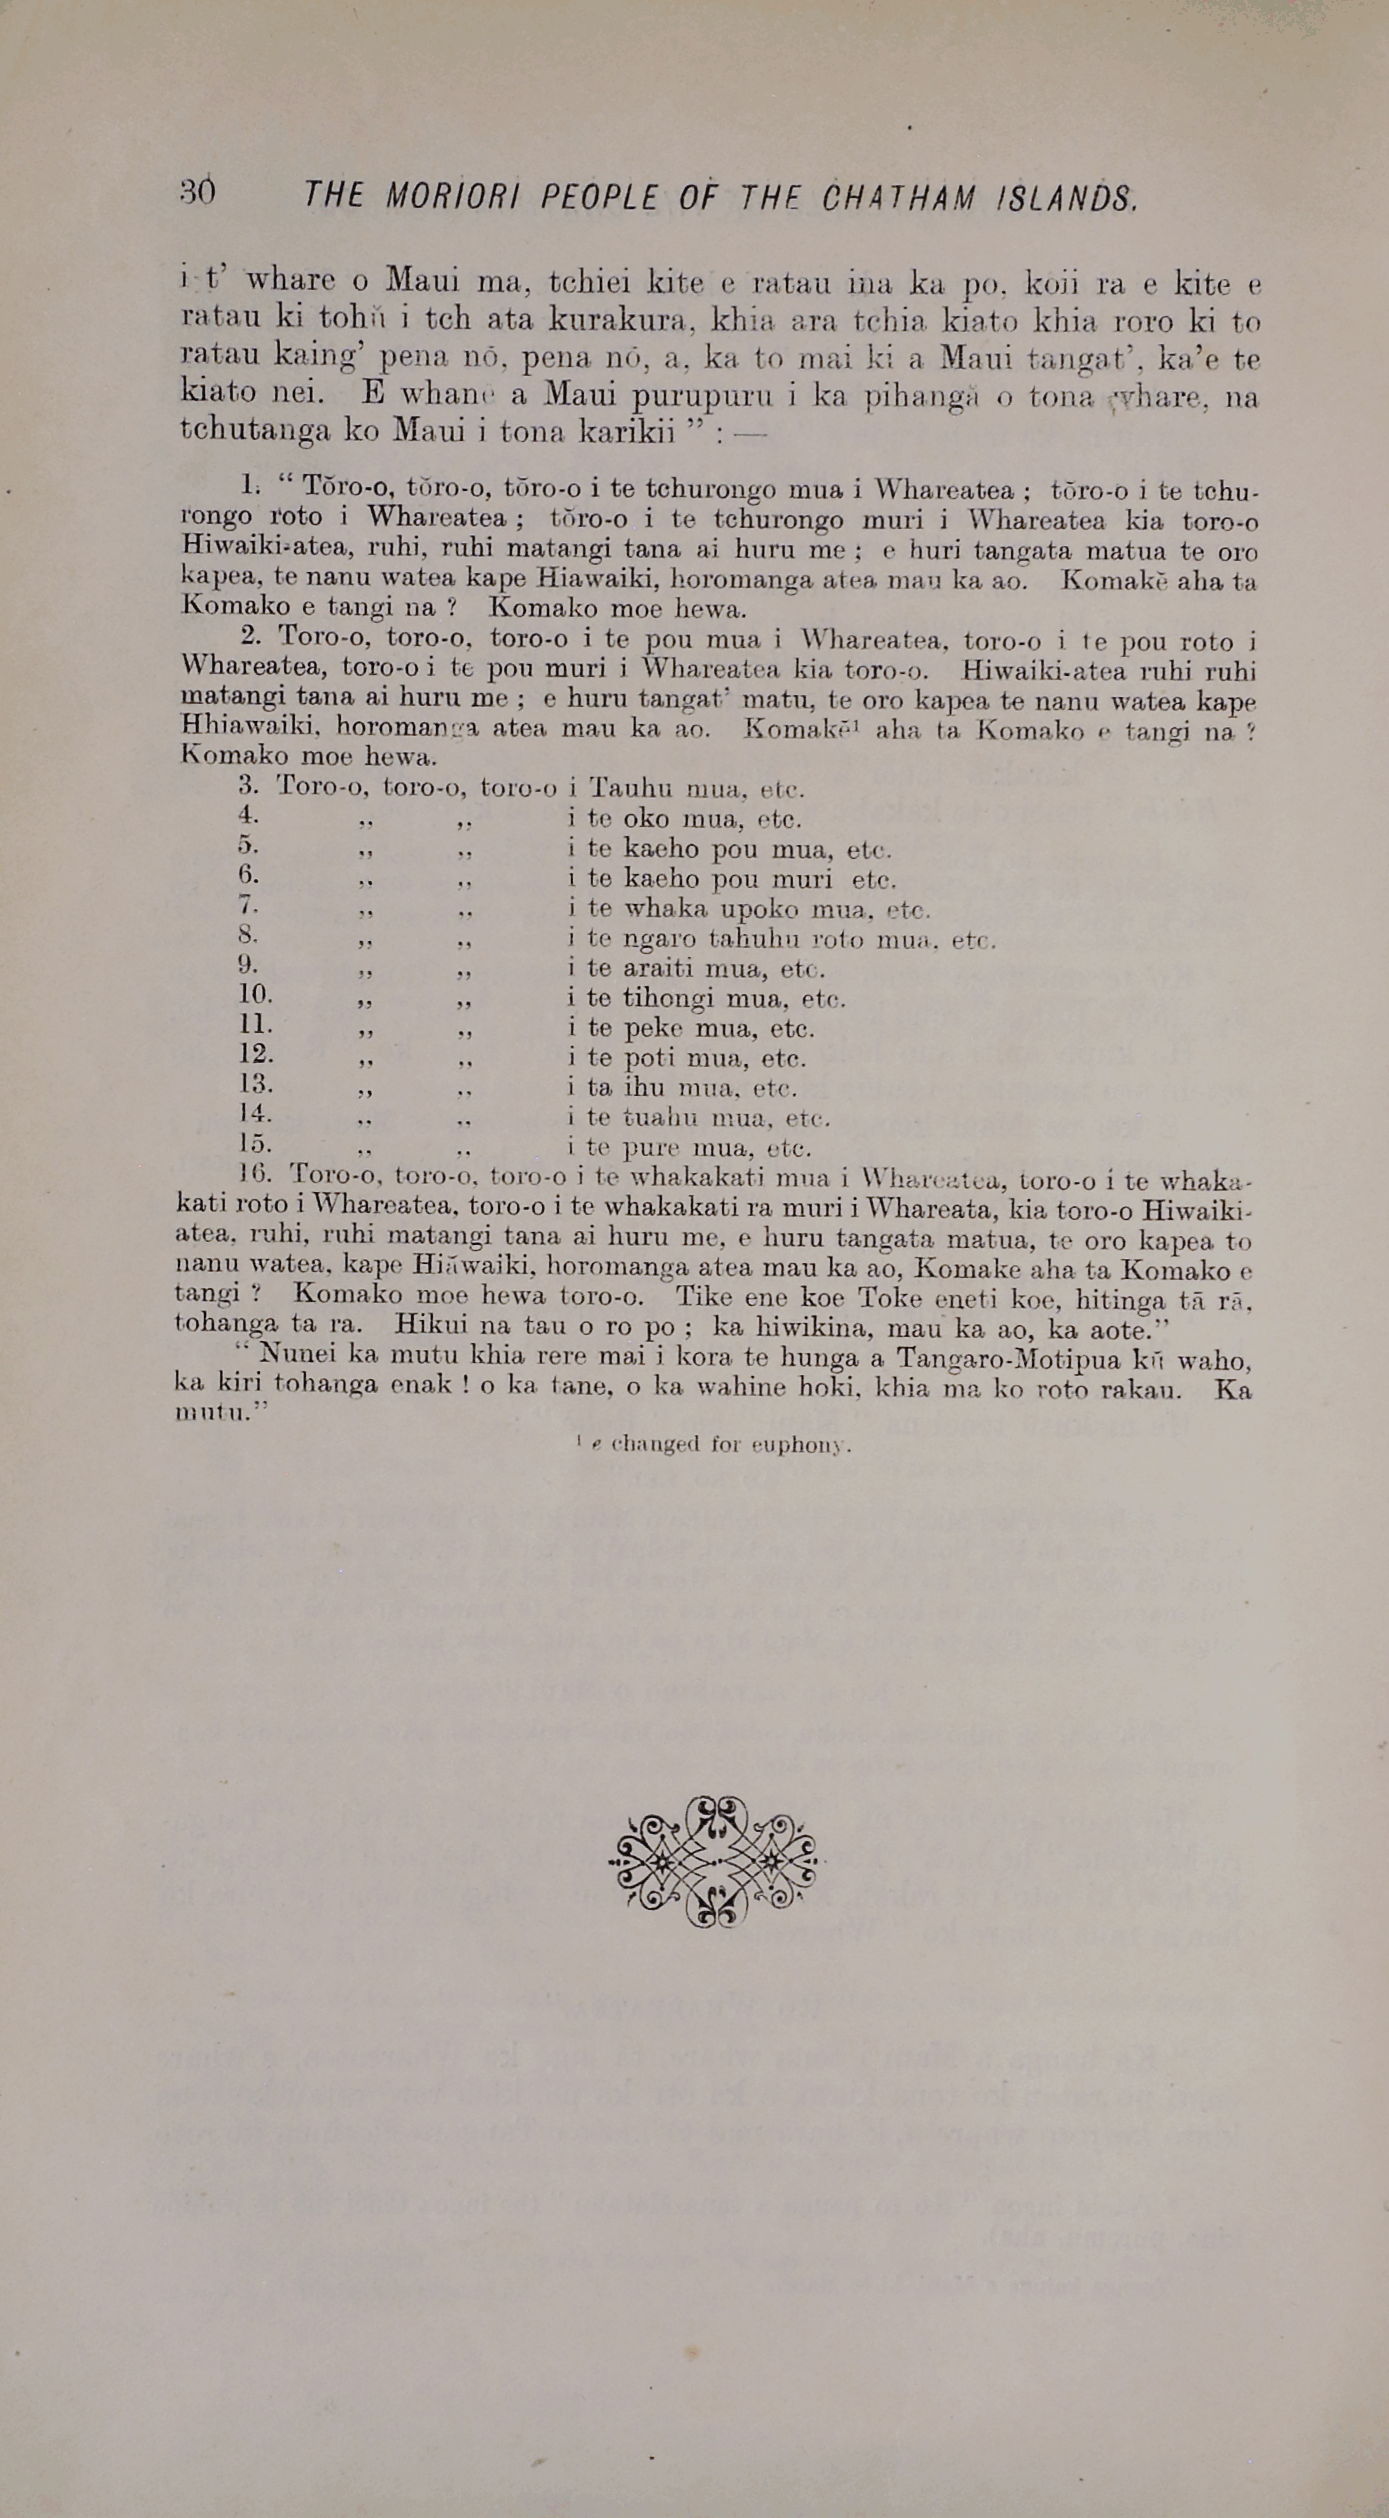 30 THE MORIORI PEOPLE OF THE CHATHAM ISLANDS.
i t’ whare o Maui ma, tchiei kite e ratau ina ka po, koii ra e kite e
ratau ki tohŭ i tch ata kurakura, khia ara tchia kiato khia roro ki to
ratau kaing’ pena nō, pena nō, a, ka to mai ki a Maui tangat’, ka’e te
kiato nei. E whane a Maui purupuru i ka pihangă o tona whare, na
tchutanga ko Maui i tona karikii ” : —
1. “ Tŏro-o, tŏro-o, tŏro-o i te tchurongo mua i Whareatea ; tŏro-o i te tchu-
rongo roto i Whareatea ; tŏro-o i te tchurongo muri i Whareatea kia toro-o
Hiwaiki-atea, ruhi, ruhi matangi tana ai huru me ; e huri tangata matua te oro
kapea, te nanu watea kape Hiawaiki, horomanga atea mau ka ao. Komakĕ aha ta
Komako e tangi na ? Komako moe hewa.
2. Toro-o, toro-o, toro-o i te pou mua i Whareatea, toro-o i te pou roto i
Whareatea, toro-o i te pou muri i Whareatea kia toro-o. Hiwaiki-atea ruhi ruhi
matangi tana ai huru me ; e huru tangat’ matu, te oro kapea te nanu watea kape
Hhiawaiki, horomanga atea mau ka ao. Komakĕ¹ aha ta Komako e tangi na ?
Komako moe hewa.
3. Toro-o, toro-o, toro-o i Tauhu mua, etc.
4. ,, ,, i te oko mua, etc.
5. ,, ,, i te kaeho pou mua, etc.
6. ,, ,, i te kaeho pou muri etc.
7. ,, ,, i te whaka upoko mua, etc.
8. ,, ,, i te ngaro tahuhu roto mua, etc.
9. ,, ,, i te araiti mua, etc.
10. ,, ,, i te tihongi mua, etc.
11. ,, ,, i te peke mua, etc.
12. ,, ,, i te poti mua, etc.
13. ,, ,, i ta ihu mua, etc.
14. ,, ,, i te tuahu mua, etc.
15. ,, ,, i te pure mua, etc.
16. Toro-o, toro-o, toro-o i te whakakati mua i Whareatea, toro-o i te whaka-
kati roto i Whareatea, toro-o i te whakakati ra muri i Whareata, kia toro-o Hiwaiki-
atea, ruhi, ruhi matangi tana ai huru me, e huru tangata matua, te oro kapea to
nanu watea, kape Hiăwaiki, horomanga atea mau ka ao, Komake aha ta Komako e
tangi ? Komako moe hewa toro-o. Tike ene koe Toke eneti koe, hitinga tā rā,
tohanga ta ra. Hikui na tau o ro po ; ka hiwikina, mau ka ao, ka aote.”
“ Nunei ka mutu khia rere mai i kora te hunga a Tangaro-Motipua kŭ waho,
ka kiri tohanga enak ! o ka tane, o ka wahine hoki, khia ma ko roto rakau. Ka
mutu.”
¹ e changed for euphony.